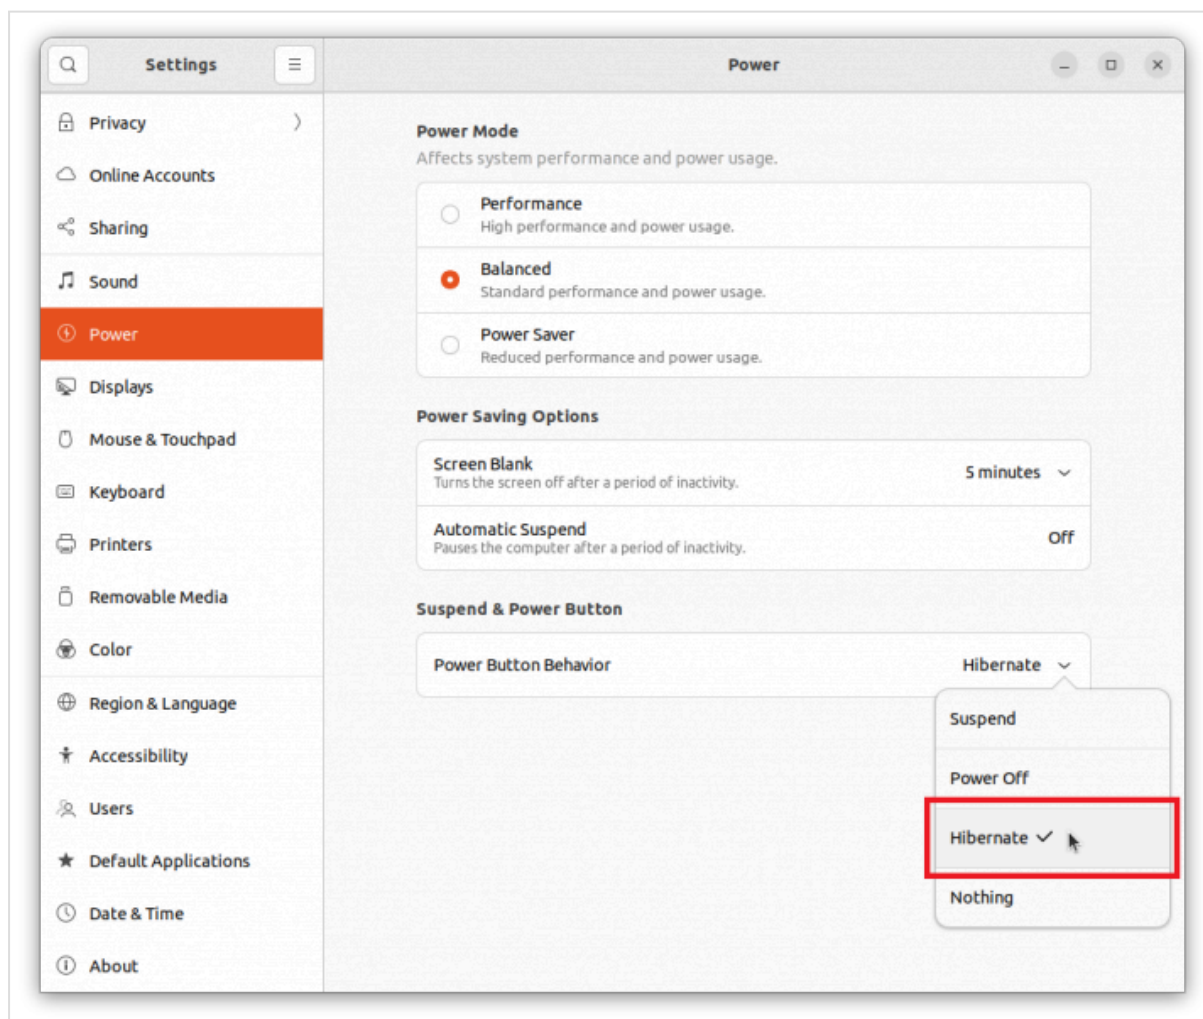 Settings
Power
Privacy
Online Accounts
Sharing
Sound
Power
Displays
Mouse & Touchpad
Keyboard
Printers
Removable Media
Color
Region & Language
Accessibility
Users
Default Applications
Date & Time
About
Power Mode
Affects system performance and power usage.
Performance
High performance and power usage.
Balanced
Standard performance and power usage.
Power Saver
Reduced performance and power usage.
Power Saving Options
Screen Blank
Turns the screen off after a period of inactivity.
5 minutes
Automatic Suspend
Pauses the computer after a period of inactivity.
Off
Suspend & Power Button
Power Button Behavior
Hibernate
Suspend
Power Off
Hibernate
Nothing